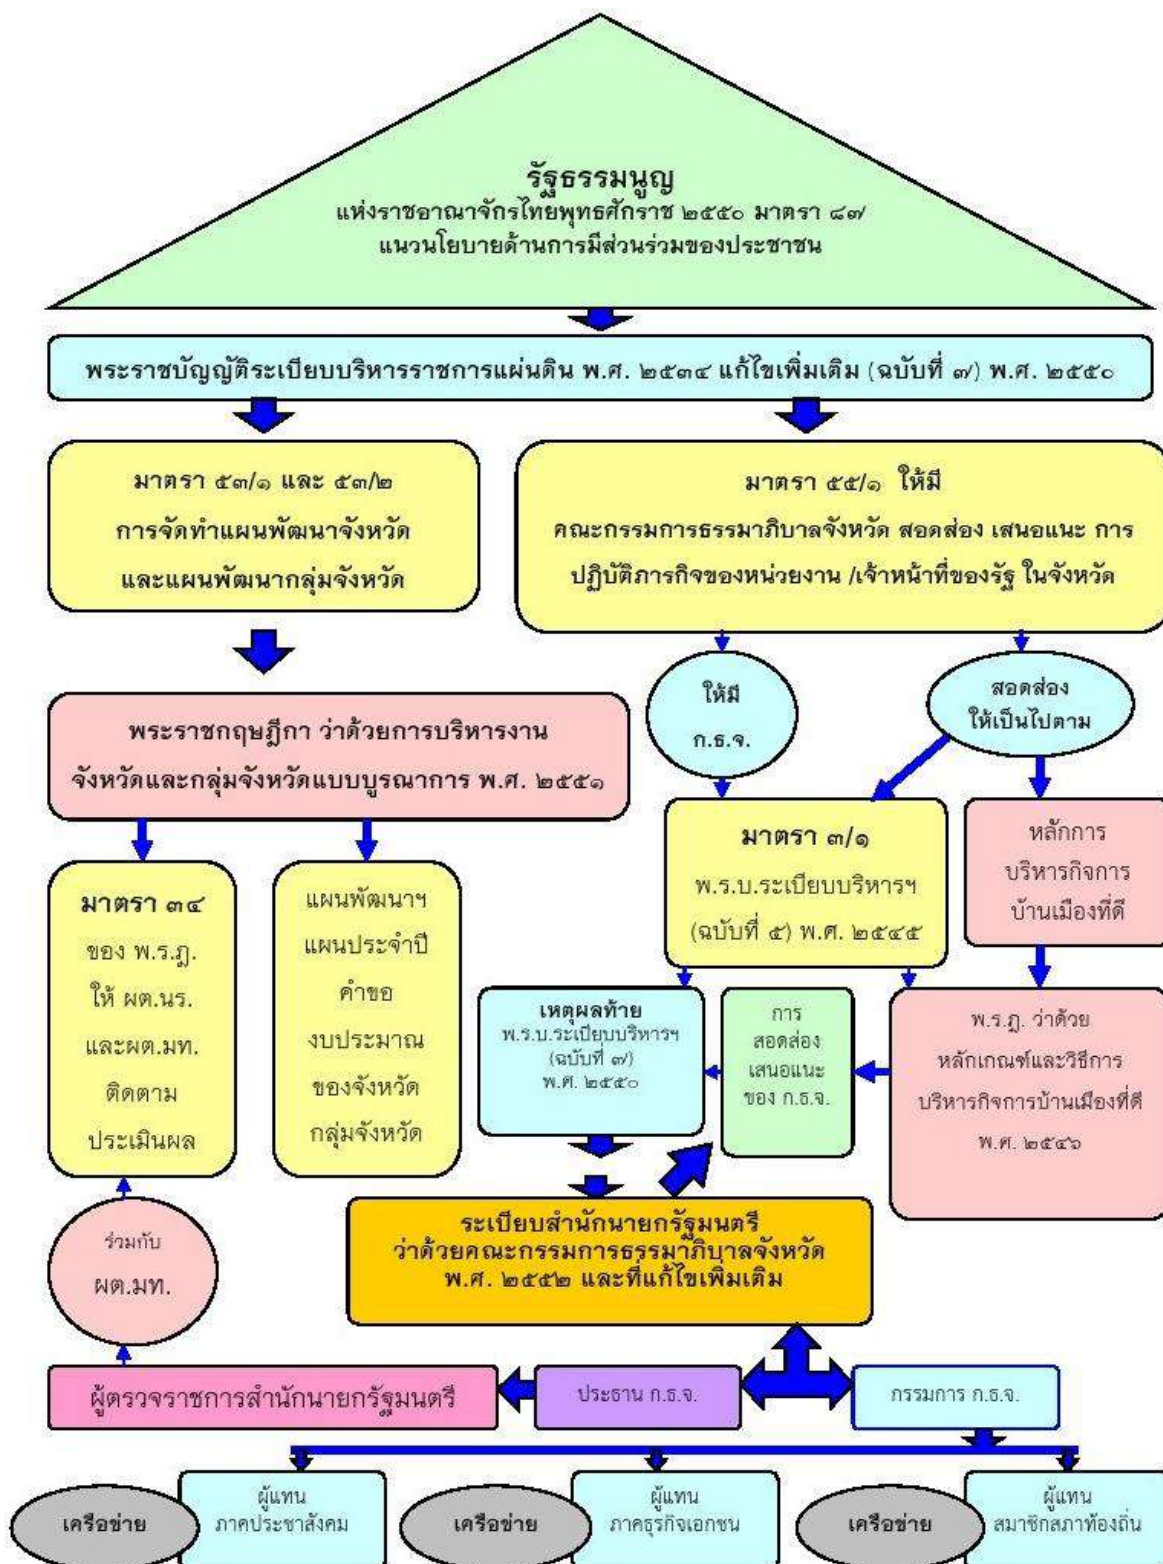 รัฐธรรมนูญ
แห่งราชอาณาจักรไทยพุทธศักราช ๒๕๕๐ มาตรา ๘๗
แนวนโยบายด้านการมีส่วนร่วมของประชาชน
พระราชบัญญัติระเบียบบริหารราชการแผ่นดิน พ.ศ. ๒๕๓๔ แก้ไขเพิ่มเติม (ฉบับที่ ๗) พ.ศ. ๒๕๕๐
มาตรา ๕๓/๑ และ ๕๓/๒
การจัดทำแผนพัฒนาจังหวัด
และแผนพัฒนากลุ่มจังหวัด
มาตรา ๕๕/๑ ให้มี
คณะกรรมการธรรมาภิบาลจังหวัด สอดส่อง เสนอแนะ การ
ปฏิบัติภารกิจของหน่วยงาน /เจ้าหน้าที่ของรัฐ ในจังหวัด
ให้มี
ก.ธ.จ.
สอดส่อง
ให้เป็นไปตาม
พระราชกฤษฎีกา ว่าด้วยการบริหารงาน
จังหวัดและกลุ่มจังหวัดแบบบูรณาการ พ.ศ. ๒๕๕๑
มาตรา ๓/๑
พ.ร.บ.ระเบียบบริหารฯ
(ฉบับที่ ๕) พ.ศ. ๒๕๔๕
หลักการ
บริหารกิจการ
บ้านเมืองที่ดี
มาตรา ๓๔
ของ พ.ร.ฎ.
ให้ ผต.นร.
และผต.มท.
ติดตาม
ประเมินผล
แผนพัฒนาฯ
แผนประจำปี
คำขอ
งบประมาณ
ของจังหวัด
กลุ่มจังหวัด
เหตุผลท้าย
พ.ร.บ.ระเบียบบริหารฯ
(ฉบับที่ ๗)
พ.ศ. ๒๕๕๐
การ
สอดส่อง
เสนอแนะ
ของ ก.ธ.จ.
พ.ร.ฎ. ว่าด้วย
หลักเกณฑ์และวิธีการ
บริหารกิจการบ้านเมืองที่ดี
พ.ศ. ๒๕๔๖
ร่วมกับ
ผต.มท.
ระเบียบสำนักนายกรัฐมนตรี
ว่าด้วยคณะกรรมการธรรมาภิบาลจังหวัด
พ.ศ. ๒๕๕๒ และที่แก้ไขเพิ่มเติม
ผู้ตรวจราชการสำนักนายกรัฐมนตรี
ประธาน ก.ธ.จ.
กรรมการ ก.ธ.จ.
เครือข่าย
ผู้แทน
ภาคประชาสังคม
เครือข่าย
ผู้แทน
ภาคธุรกิจเอกชน
เครือข่าย
ผู้แทน
สมาชิกสภาท้องถิ่น